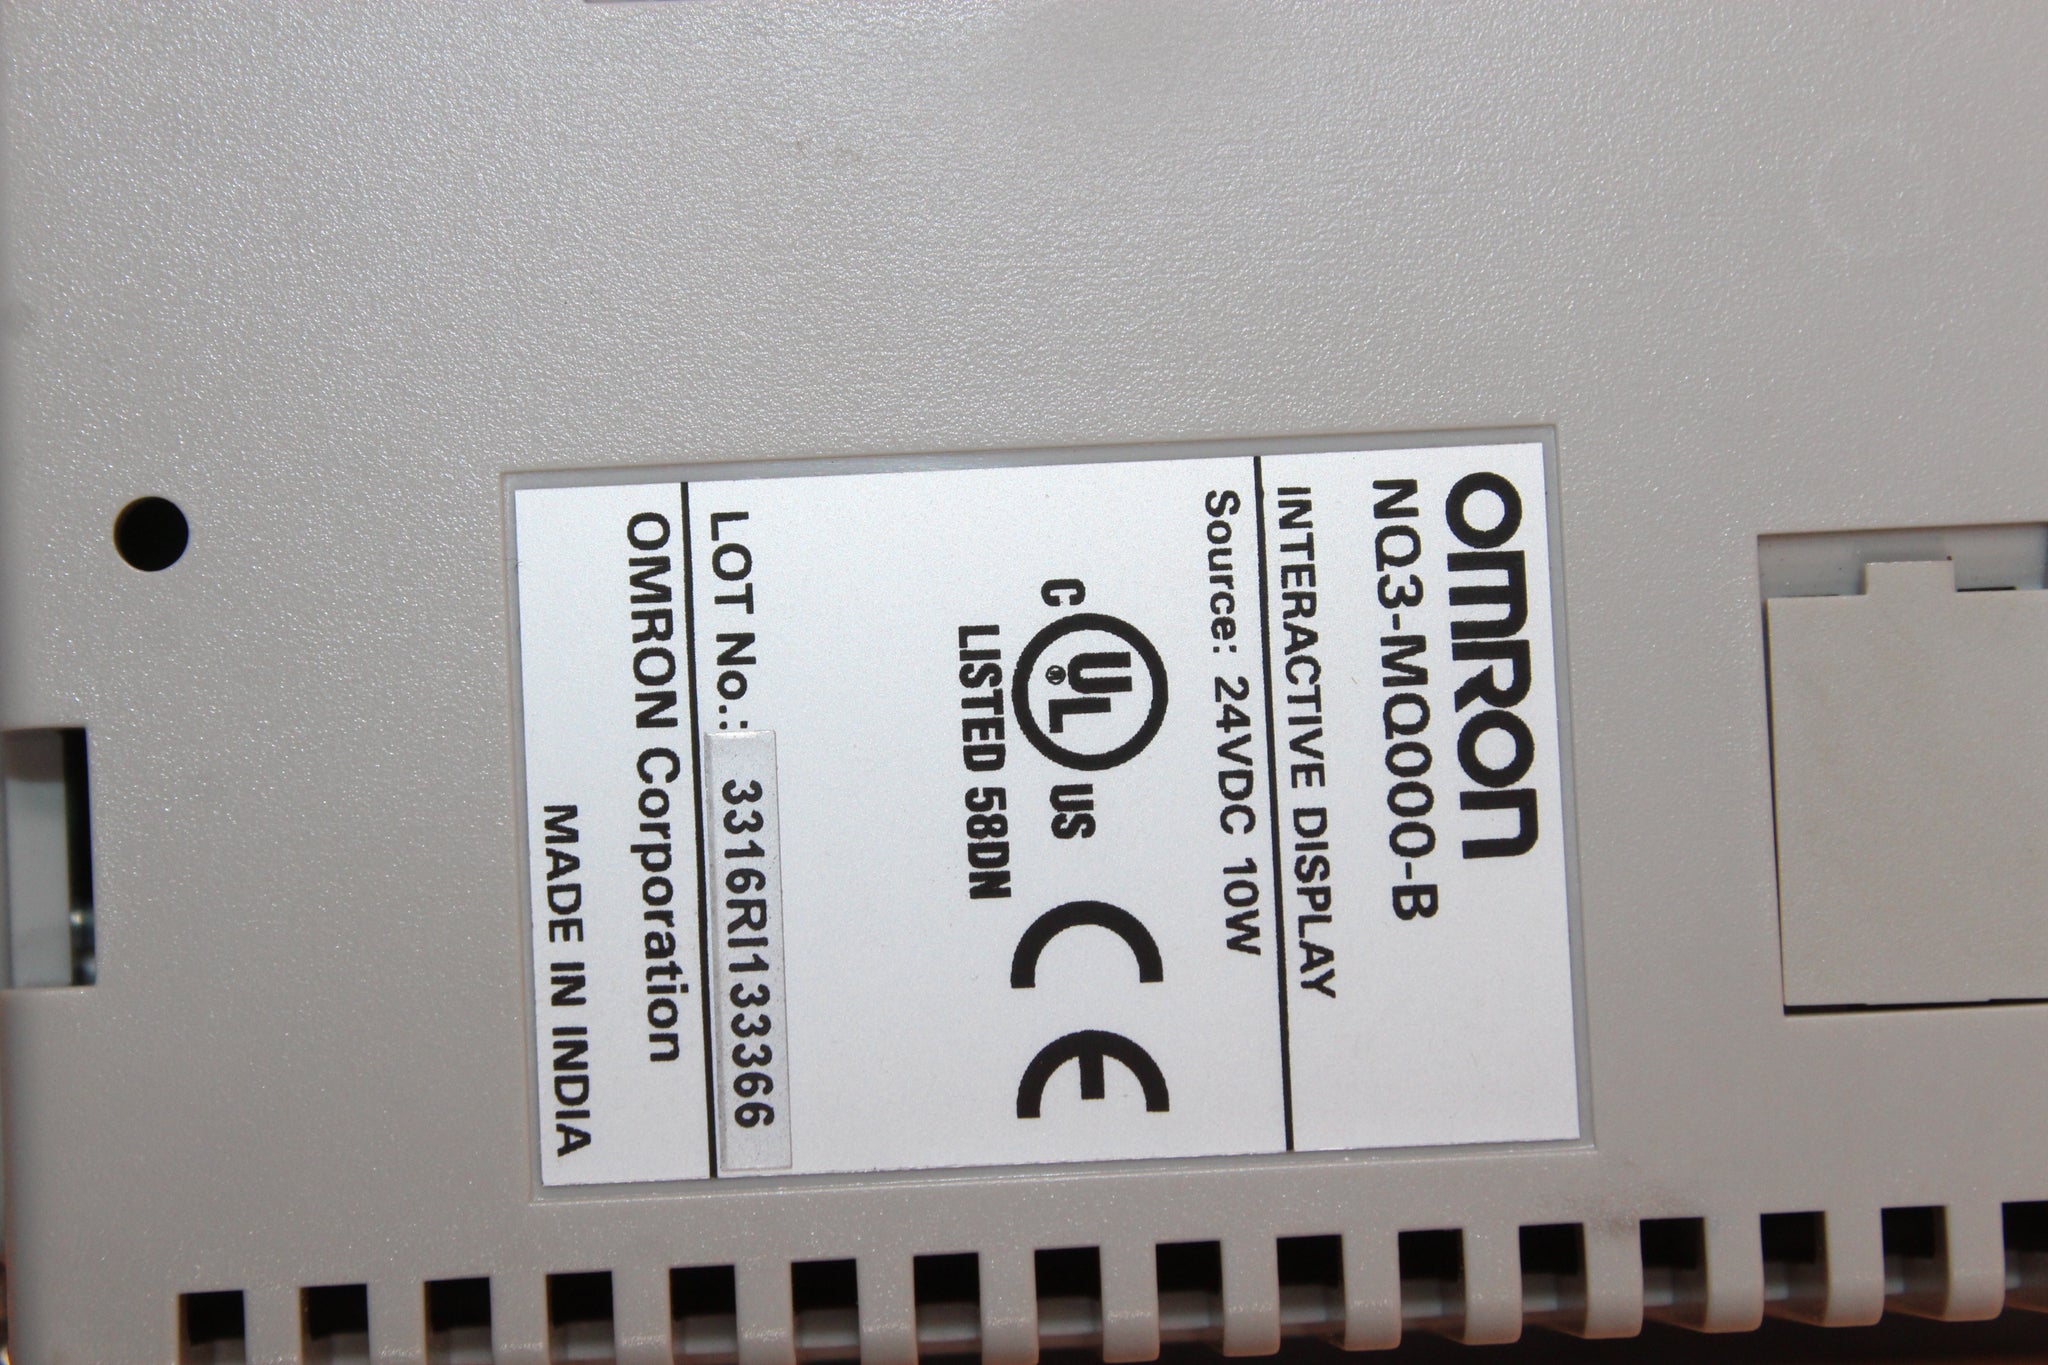 OMRON
NQ3-MQ000-B
INTERACTIVE DISPLAY
Source: 24VDC 10W
C UL ® US
LISTED 58DN
CE
LOT No.: 3316RI133366
OMRON Corporation
MADE IN INDIA